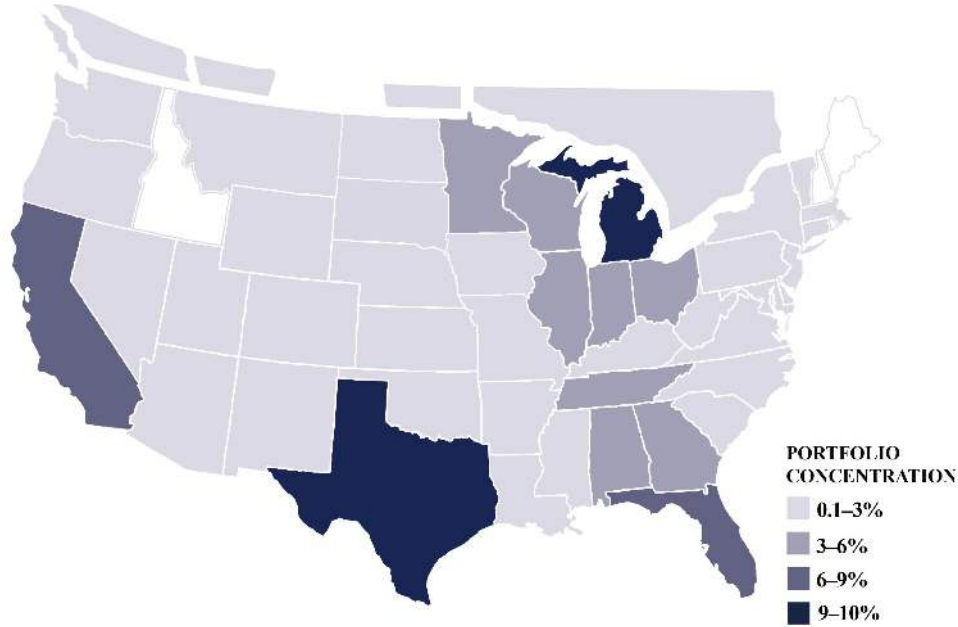 PORTFOLIO
CONCENTRATION
0.1–3%
3–6%
6–9%
9–10%